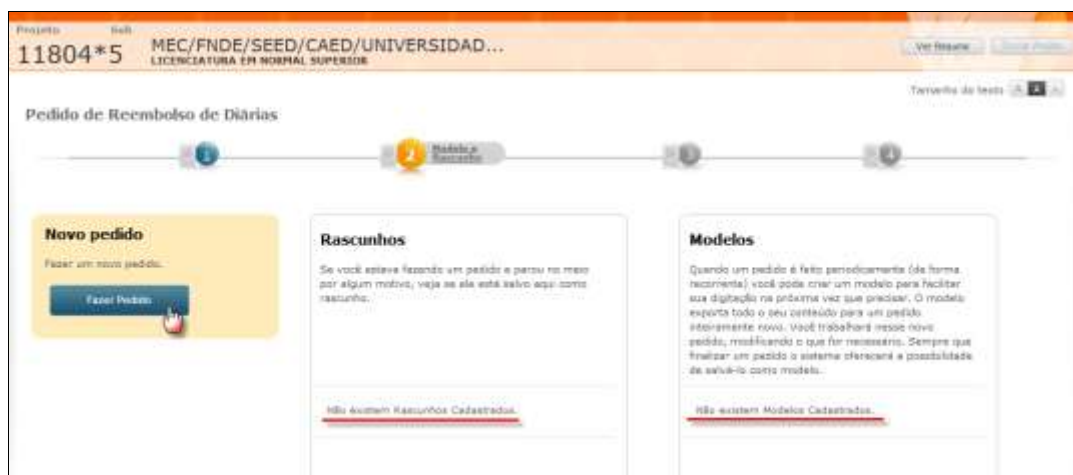 Projeto Sub
11804*5 MEC/FNDE/SEED/CAED/UNIVERSIDAD...
LICENCIATURA EM NORMAL SUPERIOR
Ver Resumo
Tamanho do texto A A A
Pedido de Reembolso de Diárias
1
2 Modelo e
Rascunho
3
4
Novo pedido
Fazer um novo pedido.
Fazer Pedido
Rascunhos
Se você estava fazendo um pedido e parou no meio
por algum motivo, veja se ele está salvo aqui como
rascunho.
Não existem Rascunhos Cadastrados.
Modelos
Quando um pedido é feito periodicamente (de forma
recorrente) você pode criar um modelo para facilitar
sua digitação na próxima vez que precisar. O modelo
exporta todo o seu conteúdo para um pedido
inteiramente novo. Você trabalhará nesse novo
pedido, modificando o que for necessário. Sempre que
finalizar um pedido o sistema oferecerá a possibilidade
de salvá-lo como modelo.
Não existem Modelos Cadastrados.